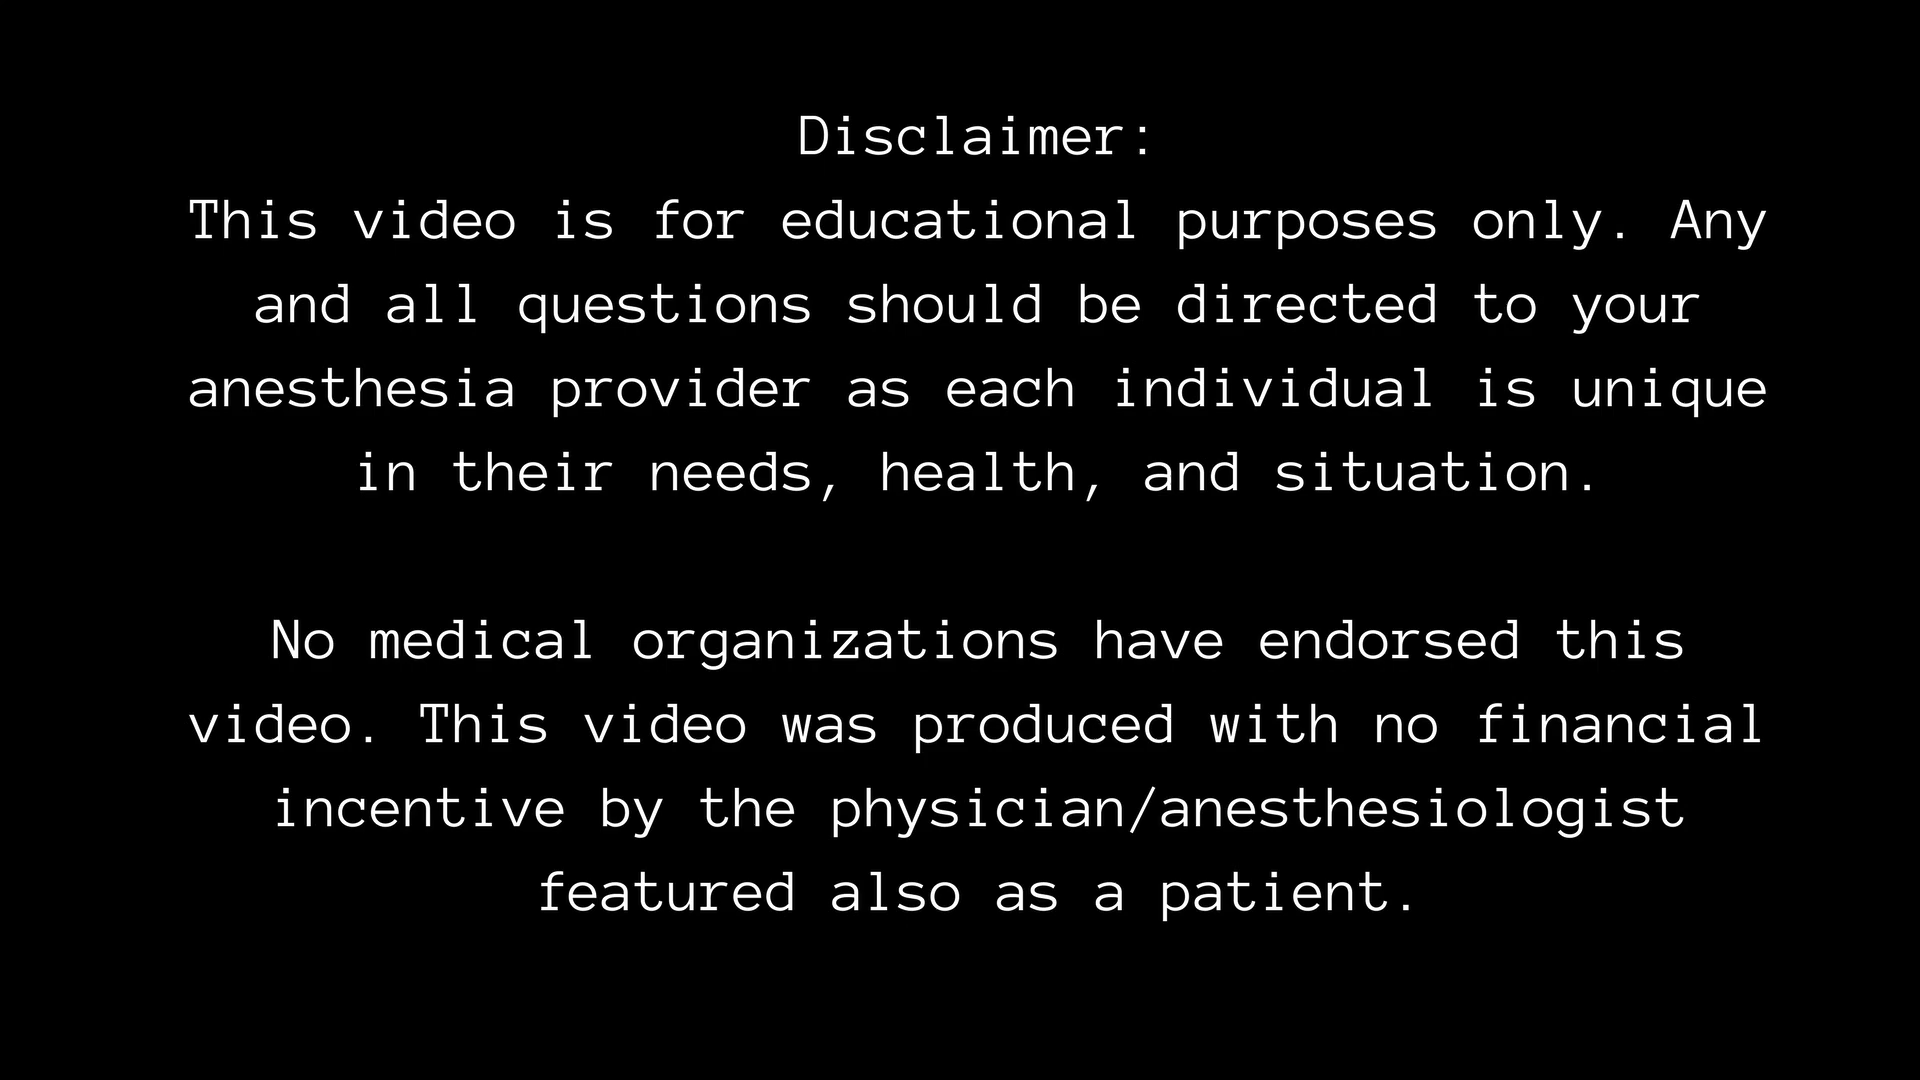 Disclaimer:
This video is for educational purposes only. Any
and all questions should be directed to your
anesthesia provider as each individual is unique
in their needs, health, and situation.
No medical organizations have endorsed this
video. This video was produced with no financial
incentive by the physician/anesthesiologist
featured also as a patient.